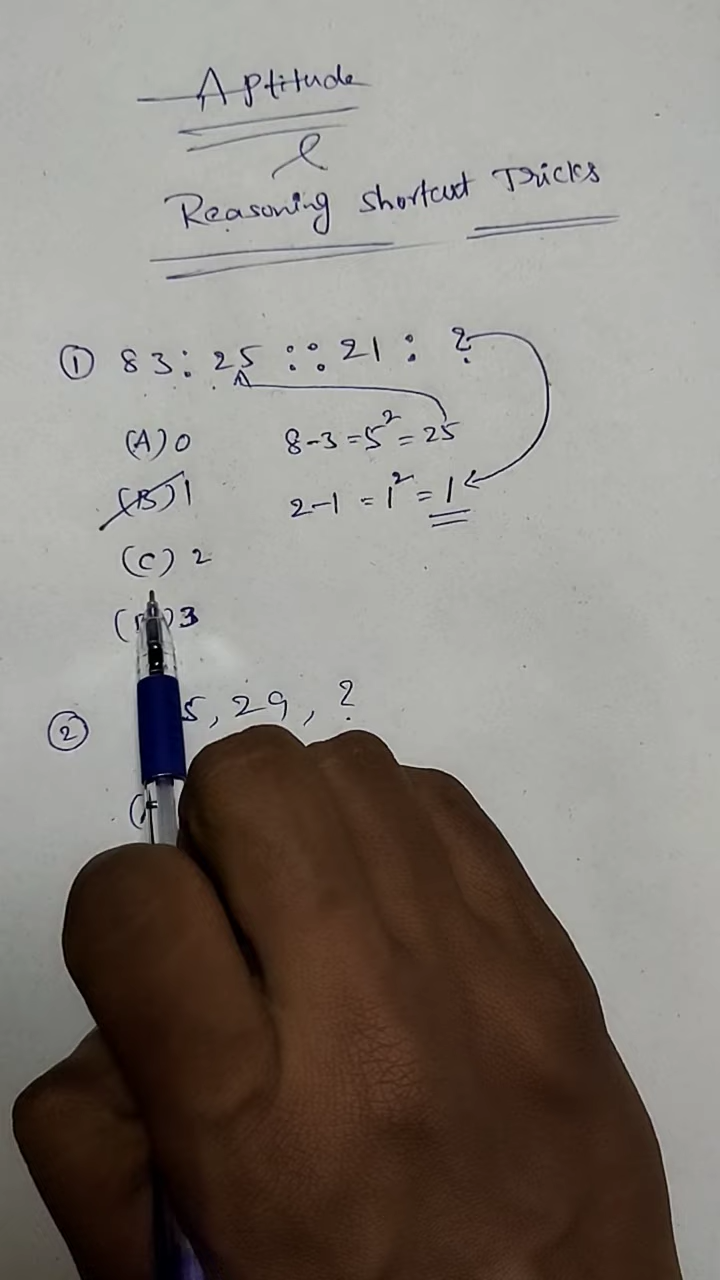 Aptitude
&
Reasoning shortcut Tricks
① 83 : 25 :: 21 : ?
(A) 0 8-3 = 5² = 25
(B) 1 2-1 = 1² = 1
(C) 2
( ) 3
② 5, 29, ?
(